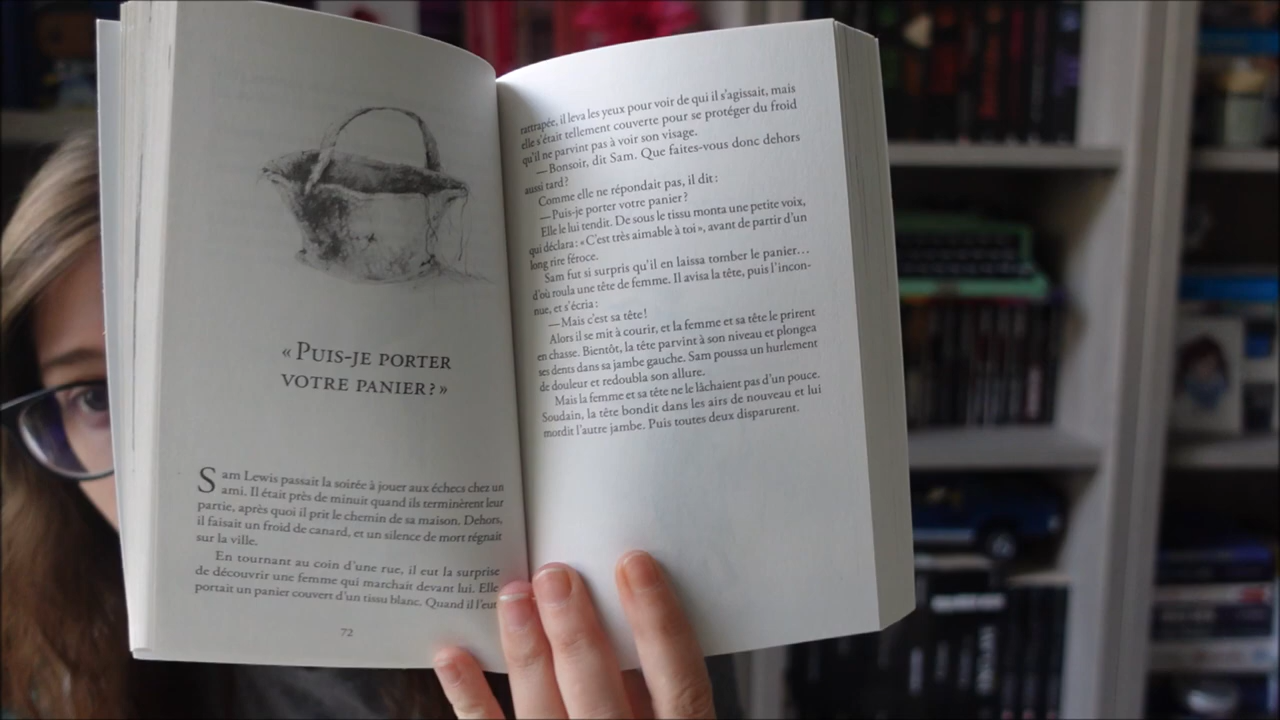 « PUIS-JE PORTER
VOTRE PANIER ? »
Sam Lewis passait la soirée à jouer aux échecs chez un
ami. Il était près de minuit quand ils terminèrent leur
partie, après quoi il prit le chemin de sa maison. Dehors,
il faisait un froid de canard, et un silence de mort régnait
sur la ville.
En tournant au coin d'une rue, il eut la surprise
de découvrir une femme qui marchait devant lui. Elle
portait un panier couvert d'un tissu blanc. Quand il l'eut
72
rattrapée, il leva les yeux pour voir de qui il s'agissait, mais
elle s'était tellement couverte pour se protéger du froid
qu'il ne parvint pas à voir son visage.
— Bonsoir, dit Sam. Que faites-vous donc dehors
aussi tard ?
Comme elle ne répondait pas, il dit :
— Puis-je porter votre panier ?
Elle le lui tendit. De sous le tissu monta une petite voix,
qui déclara : « C'est très aimable à toi », avant de partir d'un
long rire féroce.
Sam fut si surpris qu'il en laissa tomber le panier…
d'où roula une tête de femme. Il avisa la tête, puis l'incon-
nue, et s'écria :
— Mais c'est sa tête !
Alors il se mit à courir, et la femme et sa tête le prirent
en chasse. Bientôt, la tête parvint à son niveau et plongea
ses dents dans sa jambe gauche. Sam poussa un hurlement
de douleur et redoubla son allure.
Mais la femme et sa tête ne le lâchaient pas d'un pouce.
Soudain, la tête bondit dans les airs de nouveau et lui
mordit l'autre jambe. Puis toutes deux disparurent.